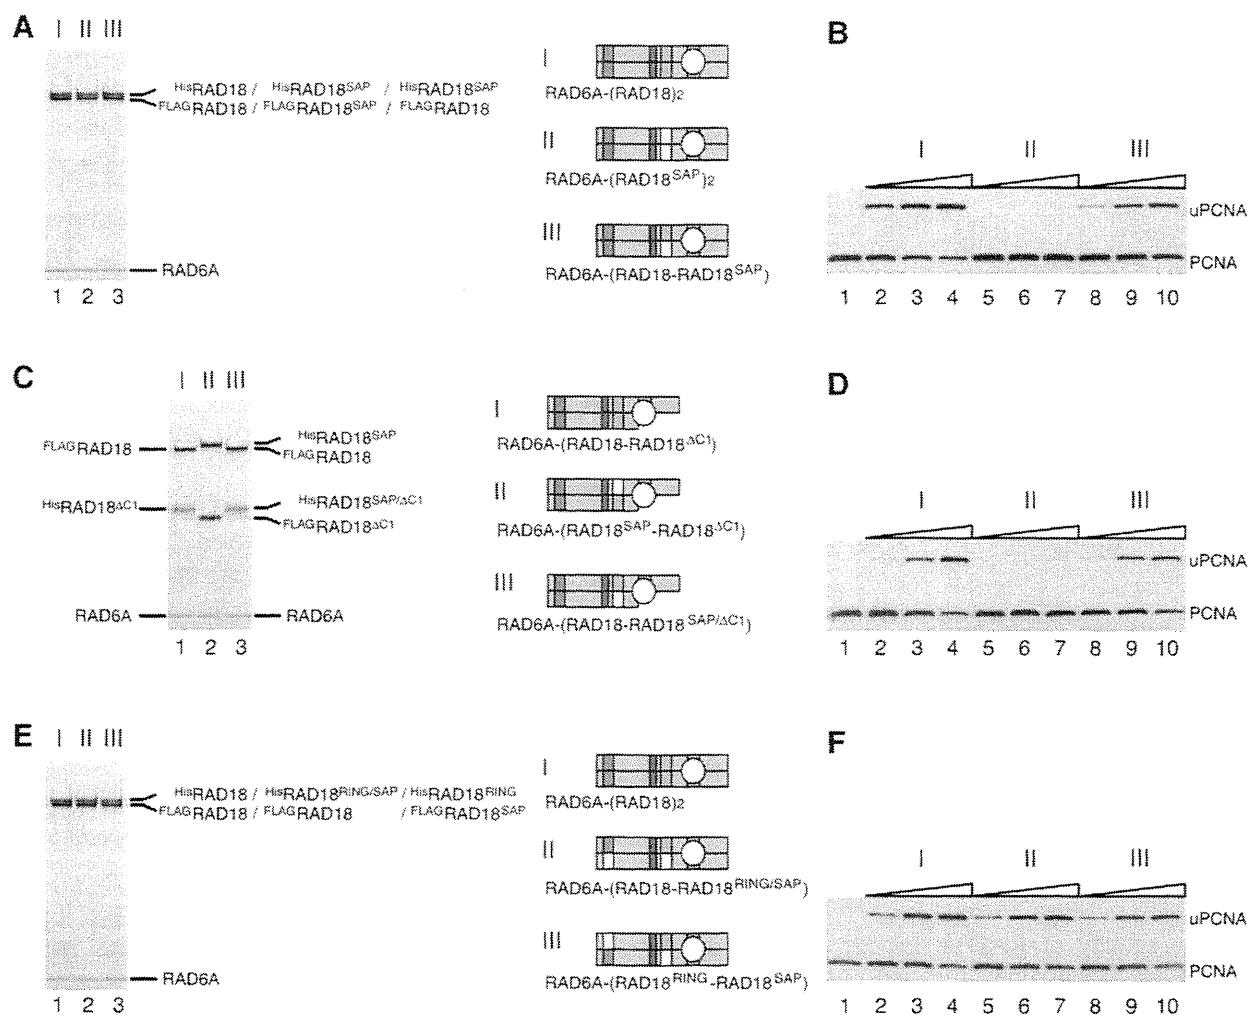 A
I II III
HisRAD18 / HisRAD18SAP / HisRAD18SAP
FLAGRAD18 / FLAGRAD18SAP / FLAGRAD18
RAD6A
1 2 3
I
RAD6A-(RAD18)2
II
RAD6A-(RAD18SAP)2
III
RAD6A-(RAD18-RAD18SAP)
B
I II III
uPCNA
PCNA
1 2 3 4 5 6 7 8 9 10
C
I II III
FLAGRAD18
HisRAD18ΔC1
RAD6A
HisRAD18SAP
FLAGRAD18
HisRAD18SAP/ΔC1
FLAGRAD18ΔC1
RAD6A
1 2 3
I
RAD6A-(RAD18-RAD18ΔC1)
II
RAD6A-(RAD18SAP-RAD18ΔC1)
III
RAD6A-(RAD18-RAD18SAP/ΔC1)
D
I II III
uPCNA
PCNA
1 2 3 4 5 6 7 8 9 10
E
I II III
HisRAD18 / HisRAD18RING/SAP / HisRAD18RING
FLAGRAD18 / FLAGRAD18 / FLAGRAD18SAP
RAD6A
1 2 3
I
RAD6A-(RAD18)2
II
RAD6A-(RAD18-RAD18RING/SAP)
III
RAD6A-(RAD18RING-RAD18SAP)
F
I II III
uPCNA
PCNA
1 2 3 4 5 6 7 8 9 10